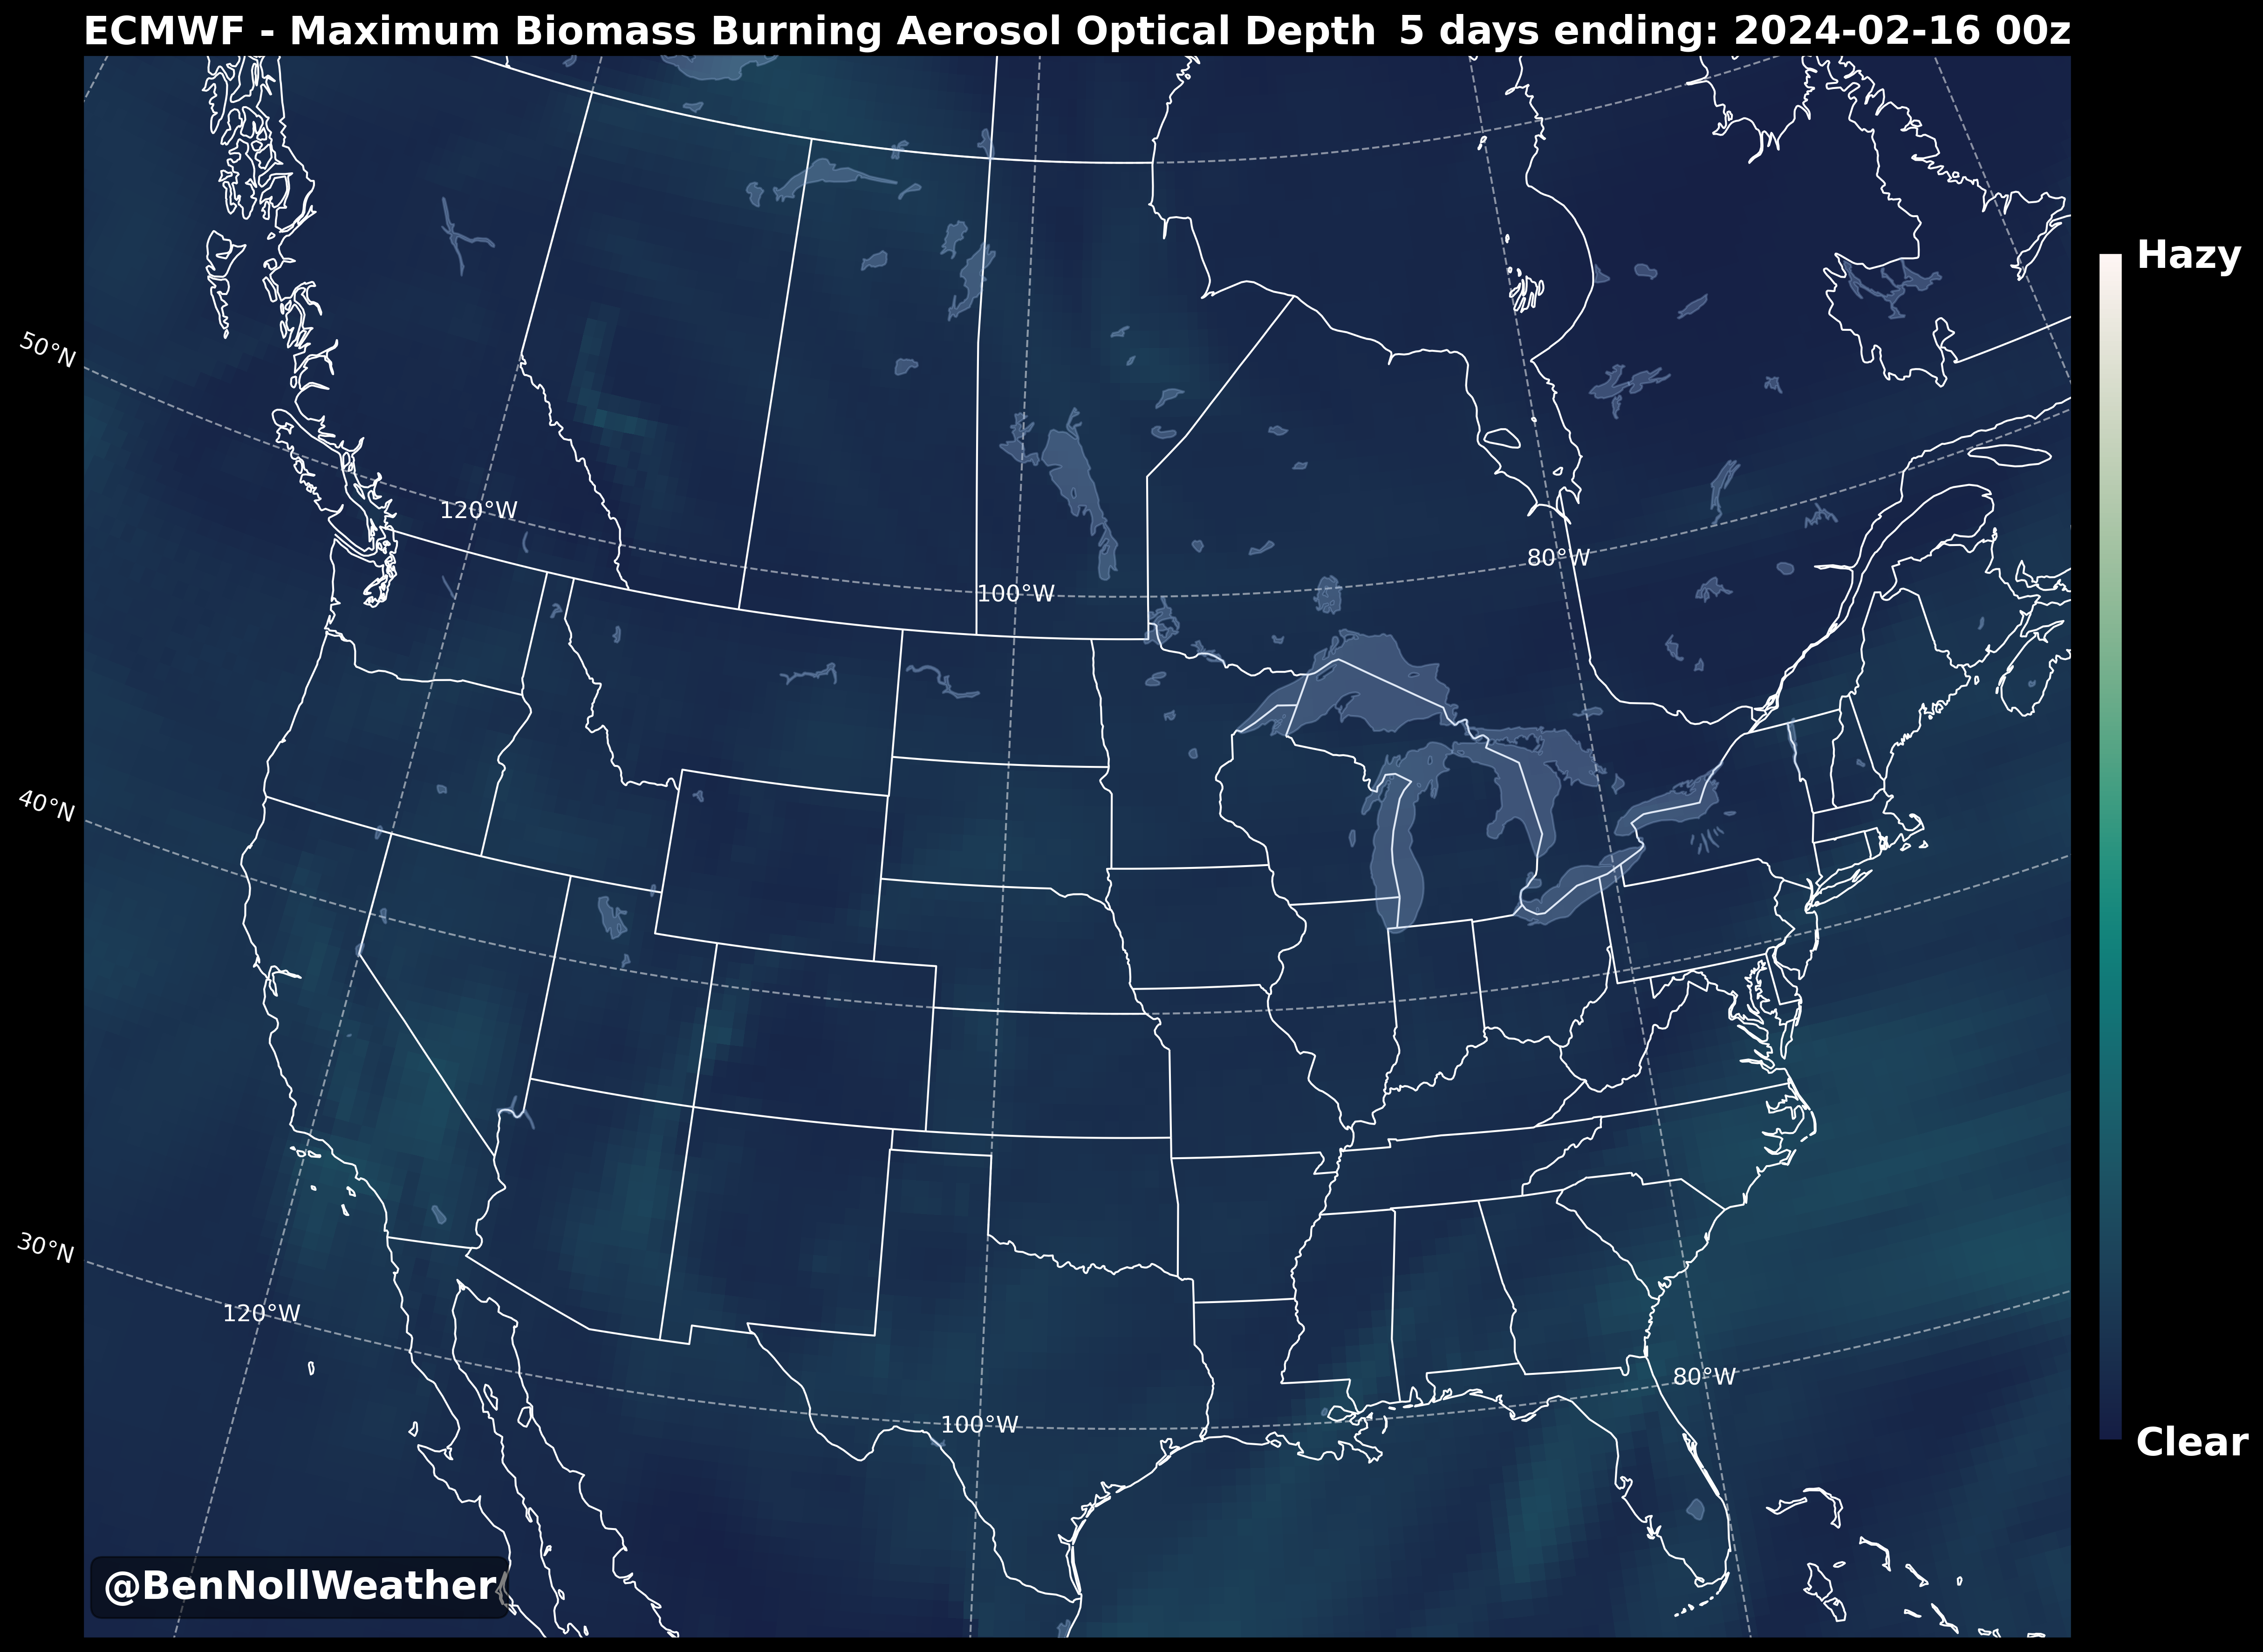 ECMWF - Maximum Biomass Burning Aerosol Optical Depth 5 days ending: 2024-02-16 00z
Hazy
50°N
120°W
80°W
100°W
40°N
30°N
120°W
80°W
100°W
Clear
@BenNollWeather